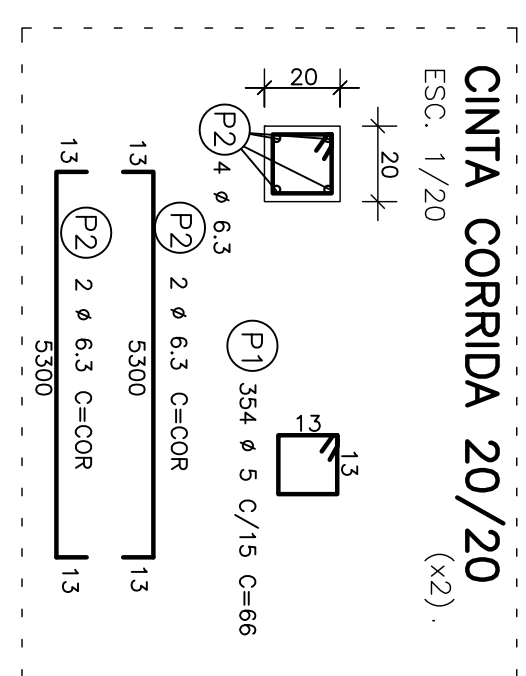 CINTA CORRIDA 20/20
ESC. 1/20
(x2).
20
20
P2 4 ø 6.3
13
13
P1 354 ø 5 C/15 C=66
13
13
P2 2 ø 6.3 C=COR
5300
13
13
P2 2 ø 6.3 C=COR
5300